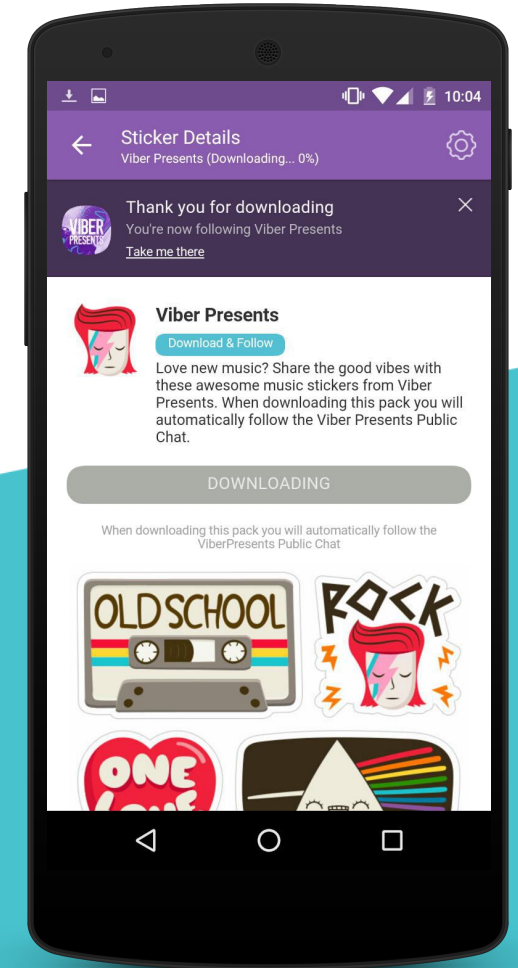 10:04
Sticker Details
Viber Presents (Downloading... 0%)
VIBER
PRESENTS
Thank you for downloading
You're now following Viber Presents
Take me there
Viber Presents
Download & Follow
Love new music? Share the good vibes with
these awesome music stickers from Viber
Presents. When downloading this pack you will
automatically follow the Viber Presents Public
Chat.
DOWNLOADING
When downloading this pack you will automatically follow the
ViberPresents Public Chat
OLD SCHOOL
ROCK
ONE
LOVE